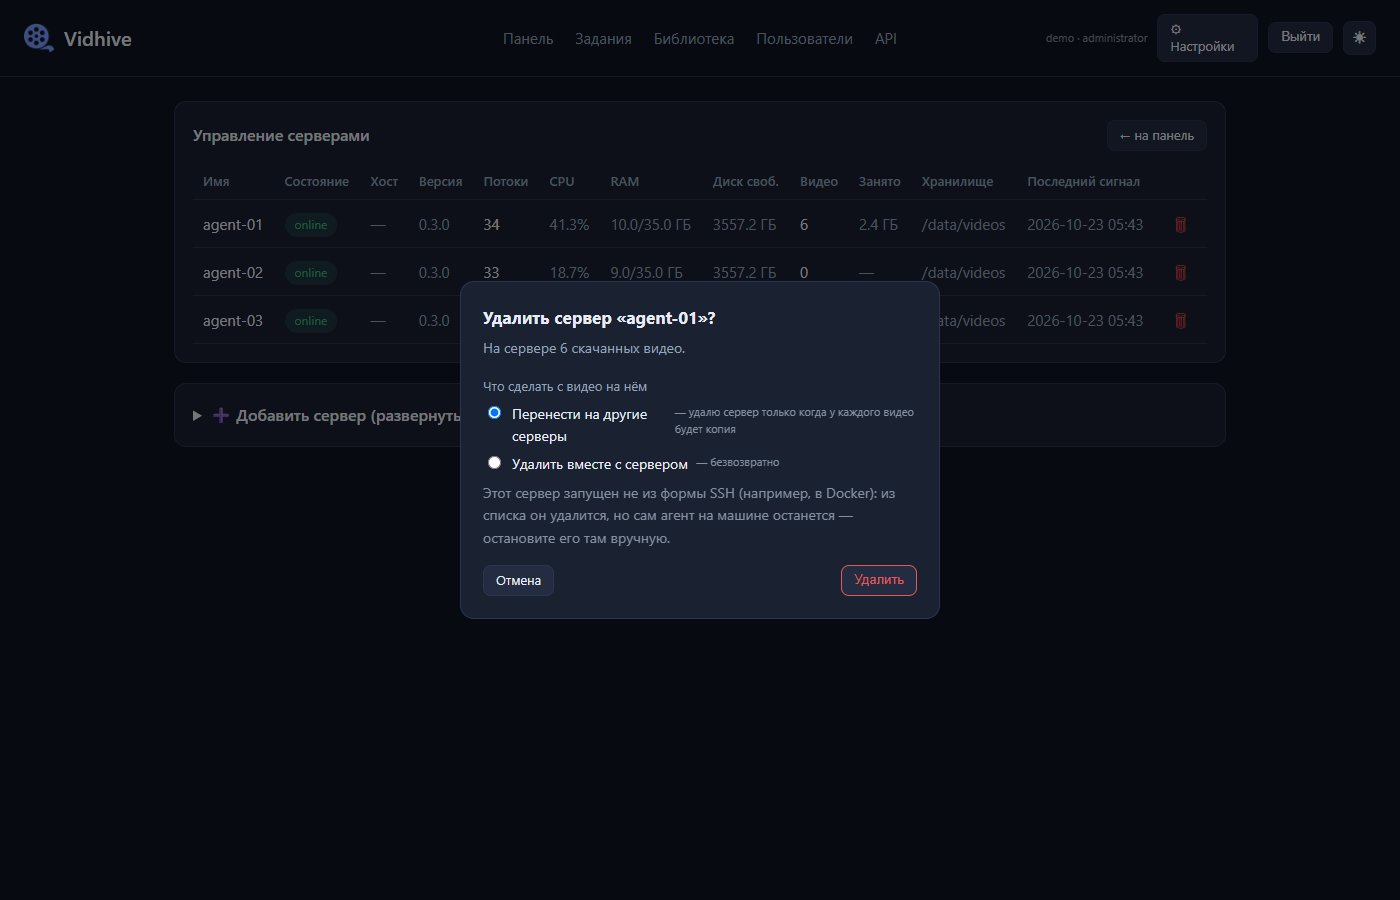 Vidhive
Панель Задания Библиотека Пользователи API
demo · administrator
Настройки
Выйти
Управление серверами
← на панель
Имя Состояние Хост Версия Потоки CPU RAM Диск своб. Видео Занято Хранилище Последний сигнал
agent-01 online — 0.3.0 34 41.3% 10.0/35.0 ГБ 3557.2 ГБ 6 2.4 ГБ /data/videos 2026-10-23 05:43
agent-02 online — 0.3.0 33 18.7% 9.0/35.0 ГБ 3557.2 ГБ 0 — /data/videos 2026-10-23 05:43
agent-03 online — 0.3.0 ata/videos 2026-10-23 05:43
Добавить сервер (развернуть
Удалить сервер «agent-01»?
На сервере 6 скачанных видео.
Что сделать с видео на нём
Перенести на другие
серверы
— удалю сервер только когда у каждого видео
будет копия
Удалить вместе с сервером — безвозвратно
Этот сервер запущен не из формы SSH (например, в Docker): из
списка он удалится, но сам агент на машине останется —
остановите его там вручную.
Отмена Удалить